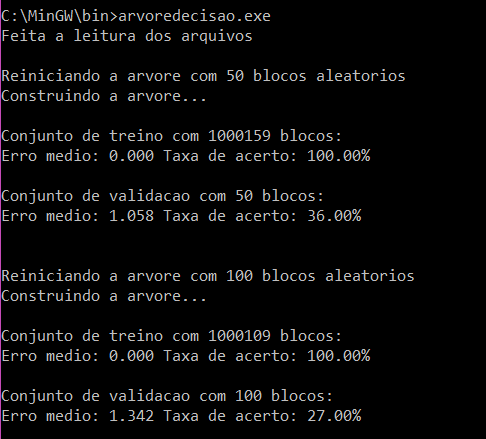 C:\MinGW\bin>arvoredecisao.exe
Feita a leitura dos arquivos
Reiniciando a arvore com 50 blocos aleatorios
Construindo a arvore...
Conjunto de treino com 1000159 blocos:
Erro medio: 0.000 Taxa de acerto: 100.00%
Conjunto de validacao com 50 blocos:
Erro medio: 1.058 Taxa de acerto: 36.00%
Reiniciando a arvore com 100 blocos aleatorios
Construindo a arvore...
Conjunto de treino com 1000109 blocos:
Erro medio: 0.000 Taxa de acerto: 100.00%
Conjunto de validacao com 100 blocos:
Erro medio: 1.342 Taxa de acerto: 27.00%